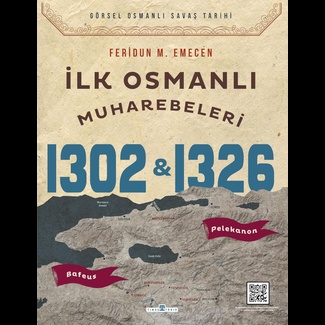 GÖRSEL OSMANLI SAVAŞ TARİHİ
FERİDUN M. EMECEN
İLK OSMANLI
MUHAREBELERİ
1302 & 1326
Pelekanon
Bafeus